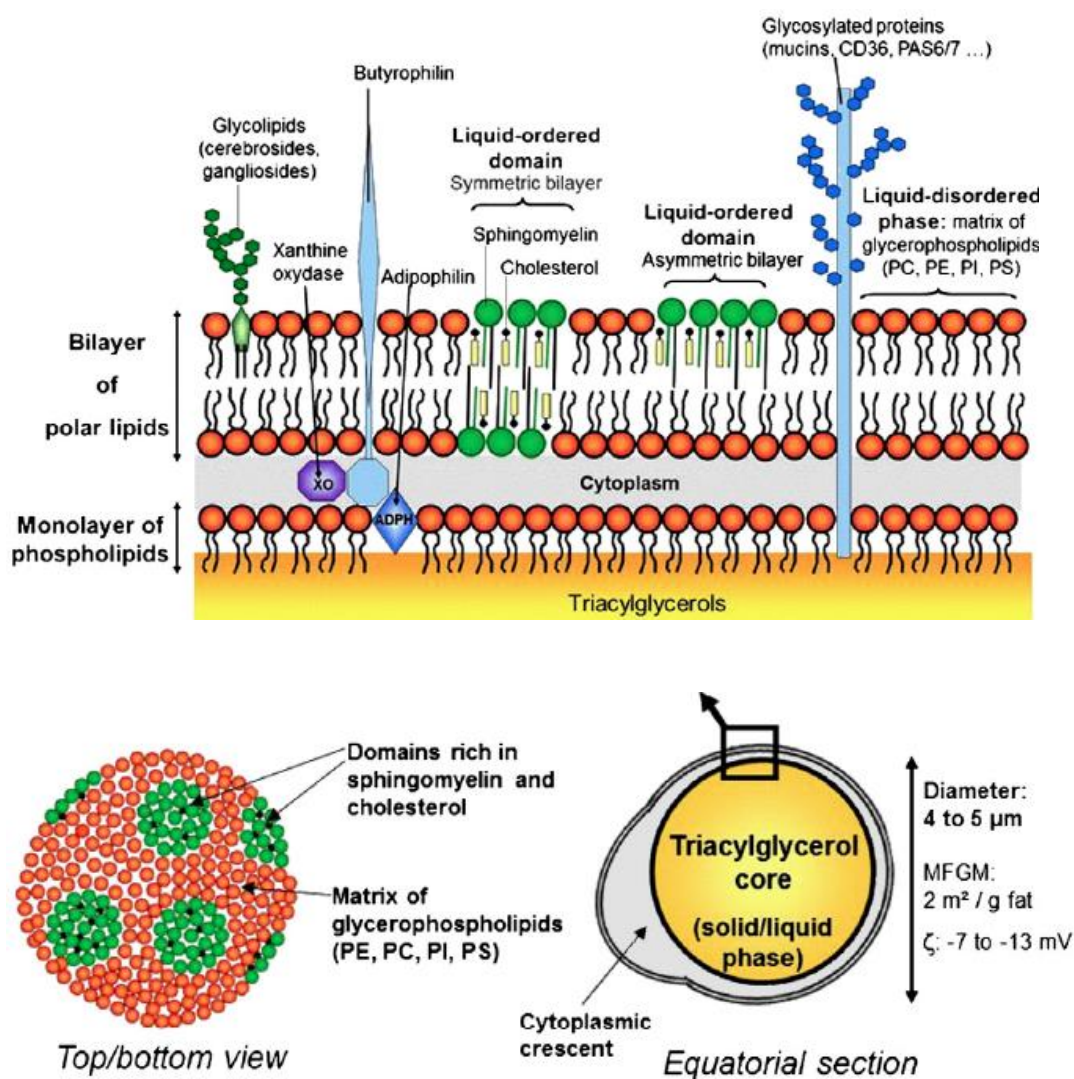 Glycosylated proteins
(mucins, CD36, PAS6/7 ...)
Butyrophilin
Glycolipids
(cerebrosides,
gangliosides)
Liquid-ordered
domain
Symmetric bilayer
Liquid-ordered
domain
Asymmetric bilayer
Liquid-disordered
phase: matrix of
glycerophospholipids
(PC, PE, PI, PS)
Xanthine
oxydase
Adipophilin
Sphingomyelin
Cholesterol
Bilayer
of
polar lipids
XO
Cytoplasm
Monolayer of
phospholipids
ADPH
Triacylglycerols
Domains rich in
sphingomyelin and
cholesterol
Matrix of
glycerophospholipids
(PE, PC, PI, PS)
Top/bottom view
Triacylglycerol
core
(solid/liquid
phase)
Cytoplasmic
crescent
Equatorial section
Diameter:
4 to 5 µm
MFGM:
2 m² / g fat
ζ: -7 to -13 mV